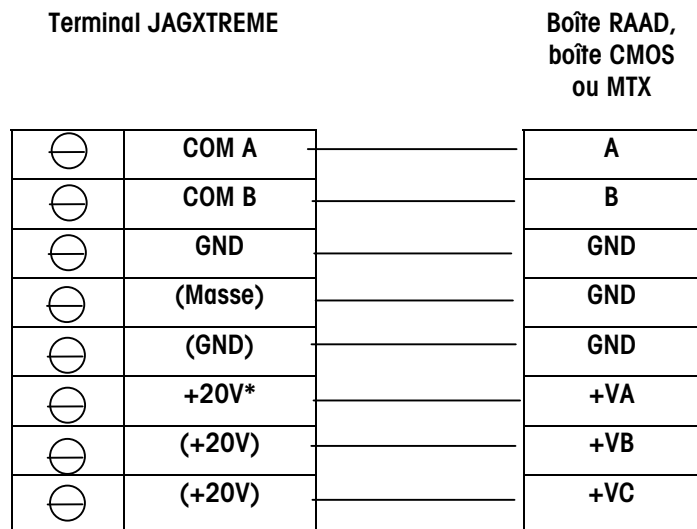 Terminal JAGXTREME
Boîte RAAD,
boîte CMOS
ou MTX
COM A A
COM B B
GND GND
(Masse) GND
(GND) GND
+20V* +VA
(+20V) +VB
(+20V) +VC